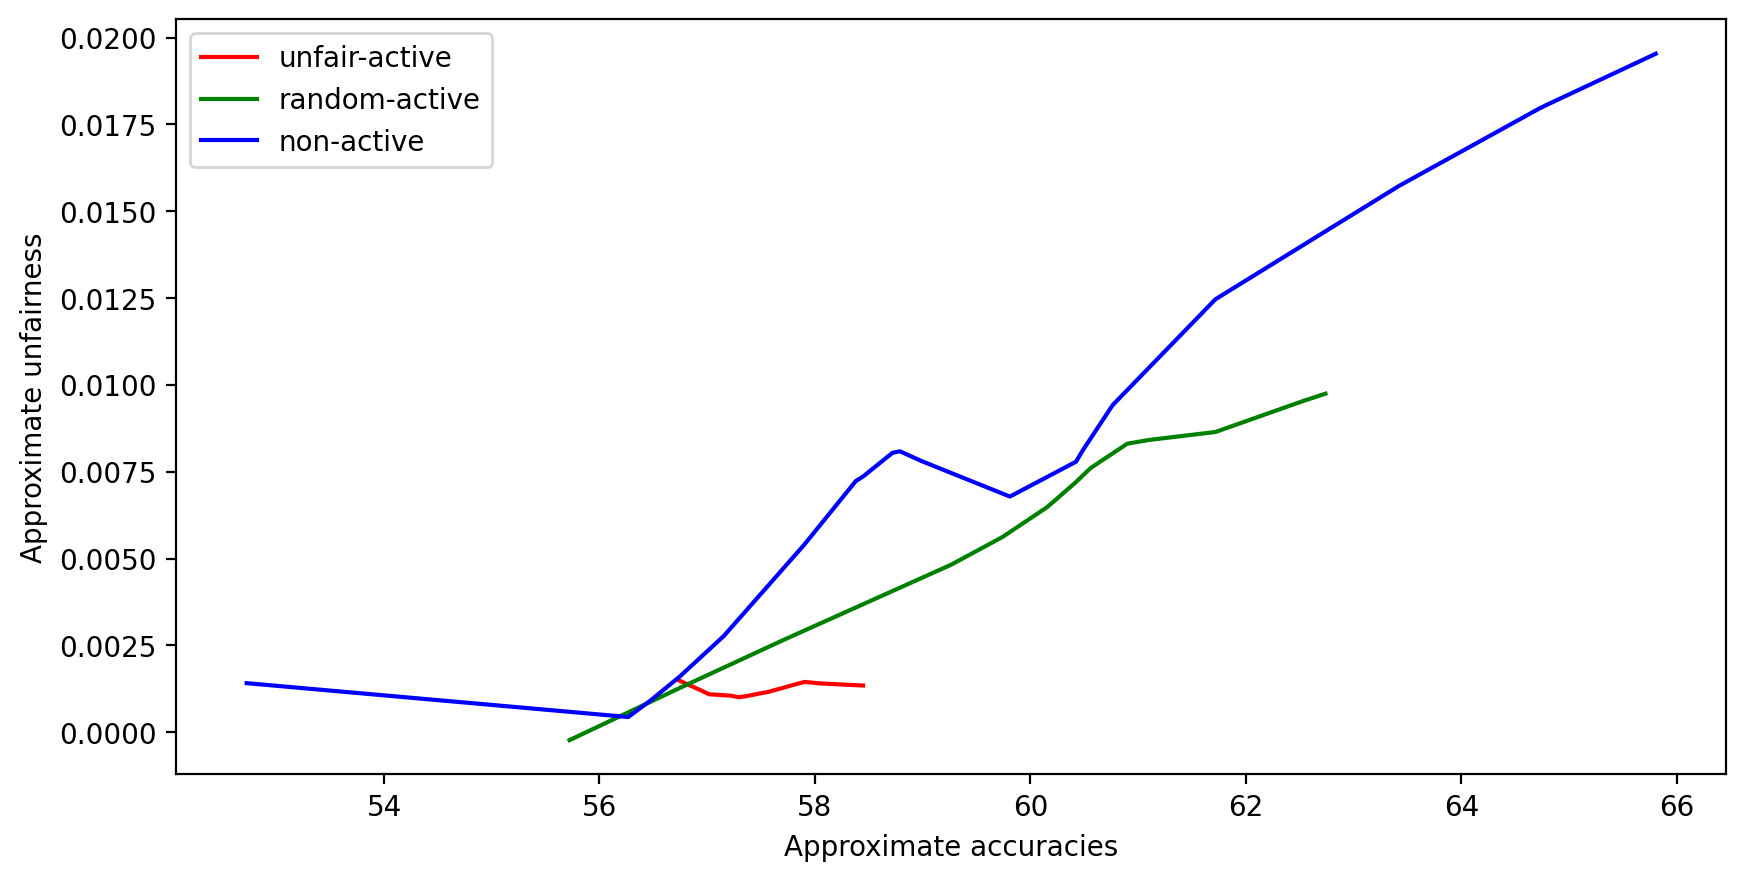 unfair-active
random-active
non-active
0.0200
0.0175
0.0150
0.0125
0.0100
0.0075
0.0050
0.0025
0.0000
Approximate unfairness
54 56 58 60 62 64 66
Approximate accuracies